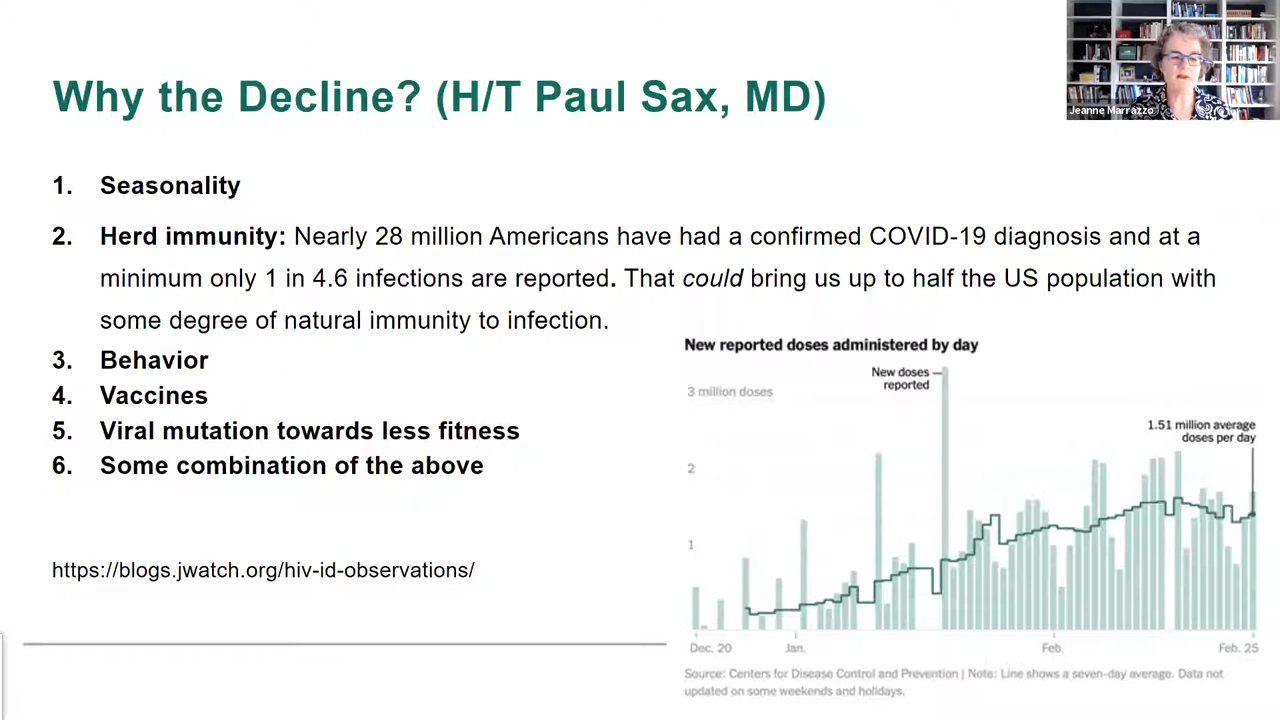 Why the Decline? (H/T Paul Sax, MD)
Jeanne Marrazzo
1. Seasonality
2. Herd immunity: Nearly 28 million Americans have had a confirmed COVID-19 diagnosis and at a
minimum only 1 in 4.6 infections are reported. That could bring us up to half the US population with
some degree of natural immunity to infection.
3. Behavior
4. Vaccines
5. Viral mutation towards less fitness
6. Some combination of the above
https://blogs.jwatch.org/hiv-id-observations/
New reported doses administered by day
New doses
reported
3 million doses
1.51 million average
doses per day
2
1
Dec. 20 Jan. Feb. Feb. 25
Source: Centers for Disease Control and Prevention | Note: Line shows a seven-day average. Data not
updated on some weekends and holidays.